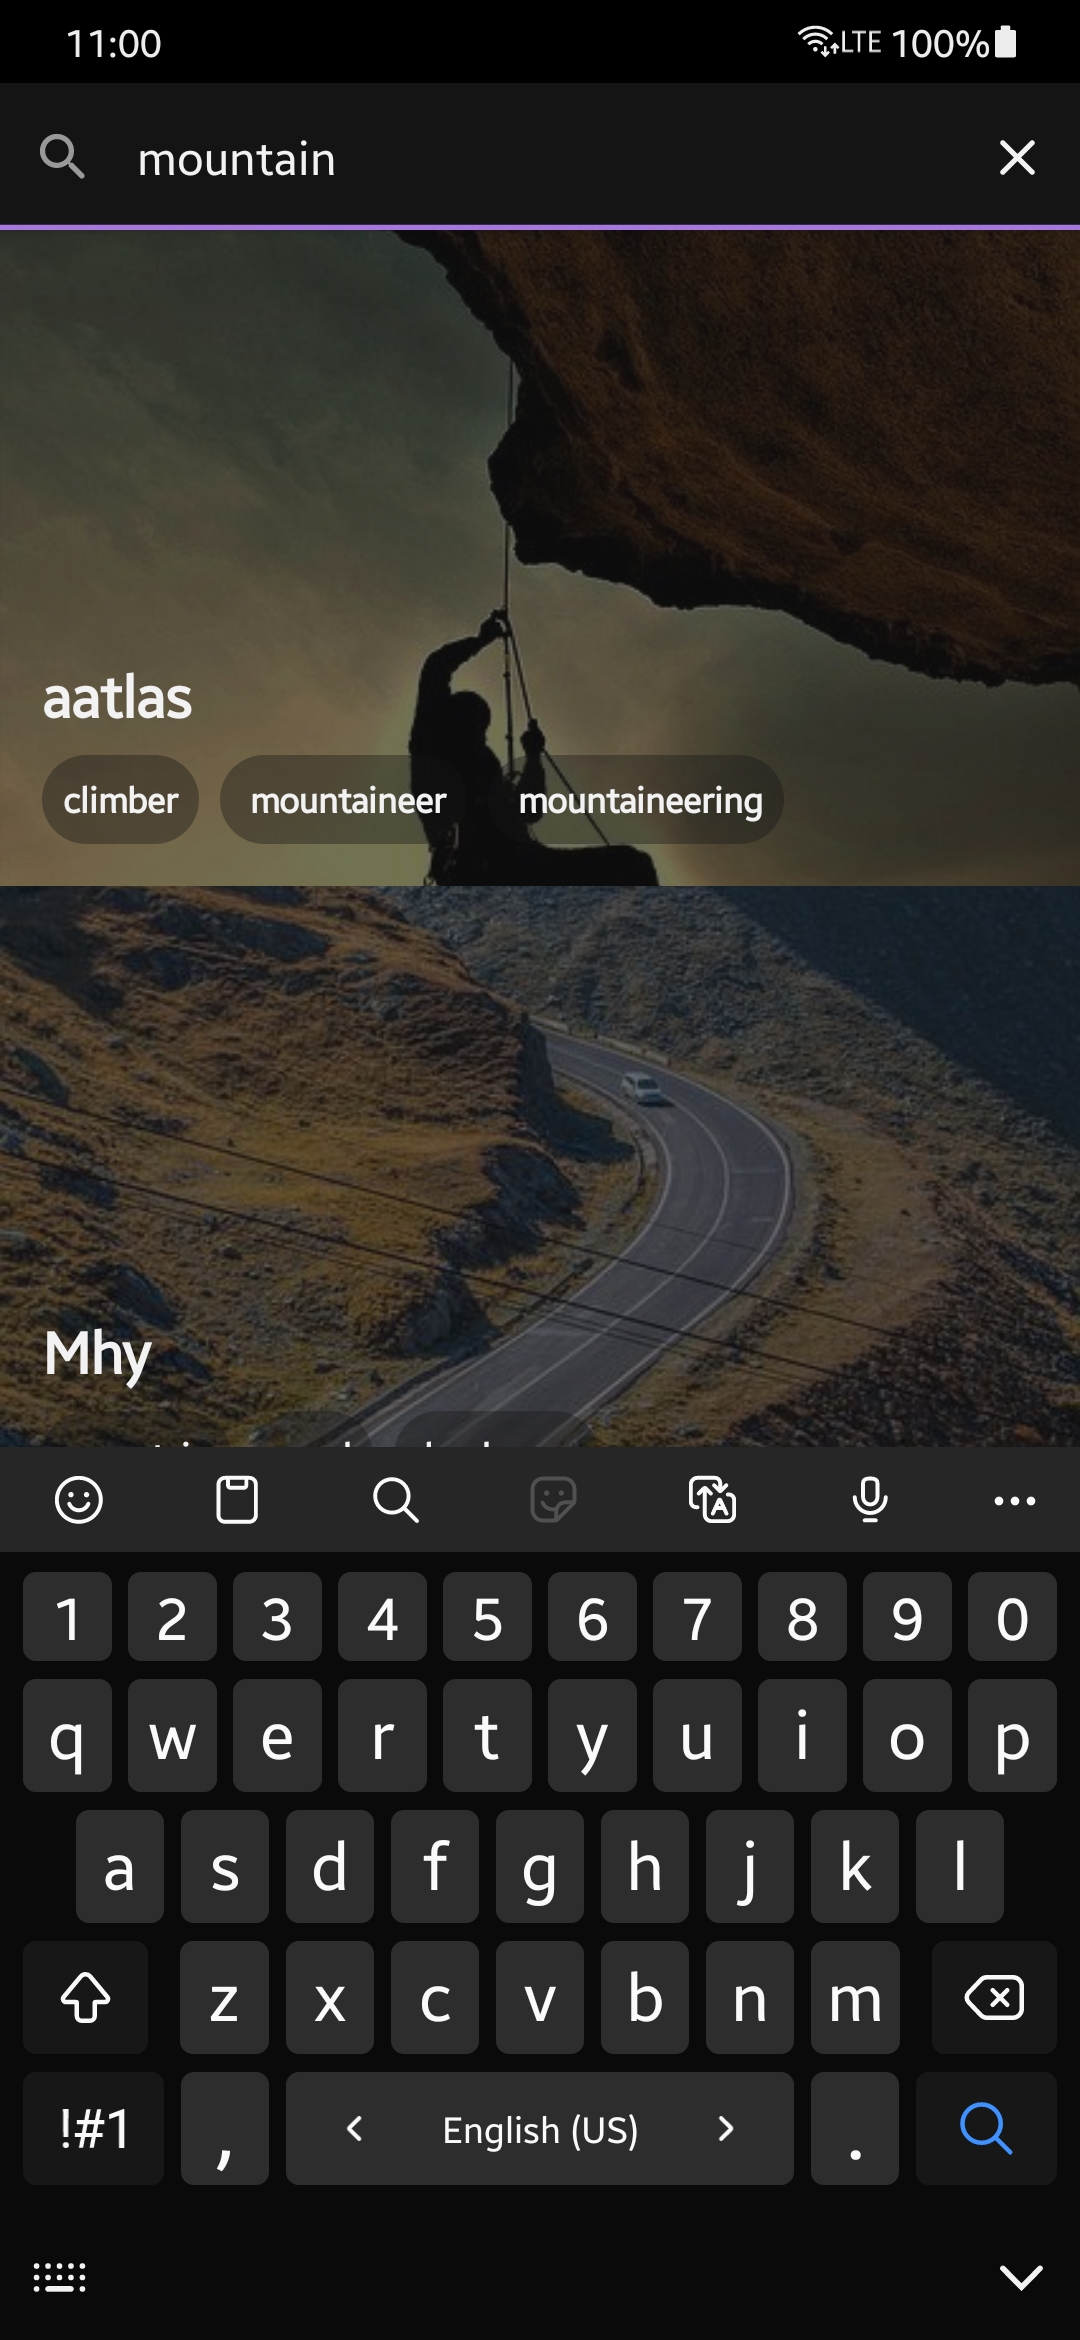 11:00 LTE 100%
mountain
aatlas
climber mountaineer mountaineering
Mhy
1 2 3 4 5 6 7 8 9 0
q w e r t y u i o p
a s d f g h j k l
z x c v b n m
!#1 , English (US) .